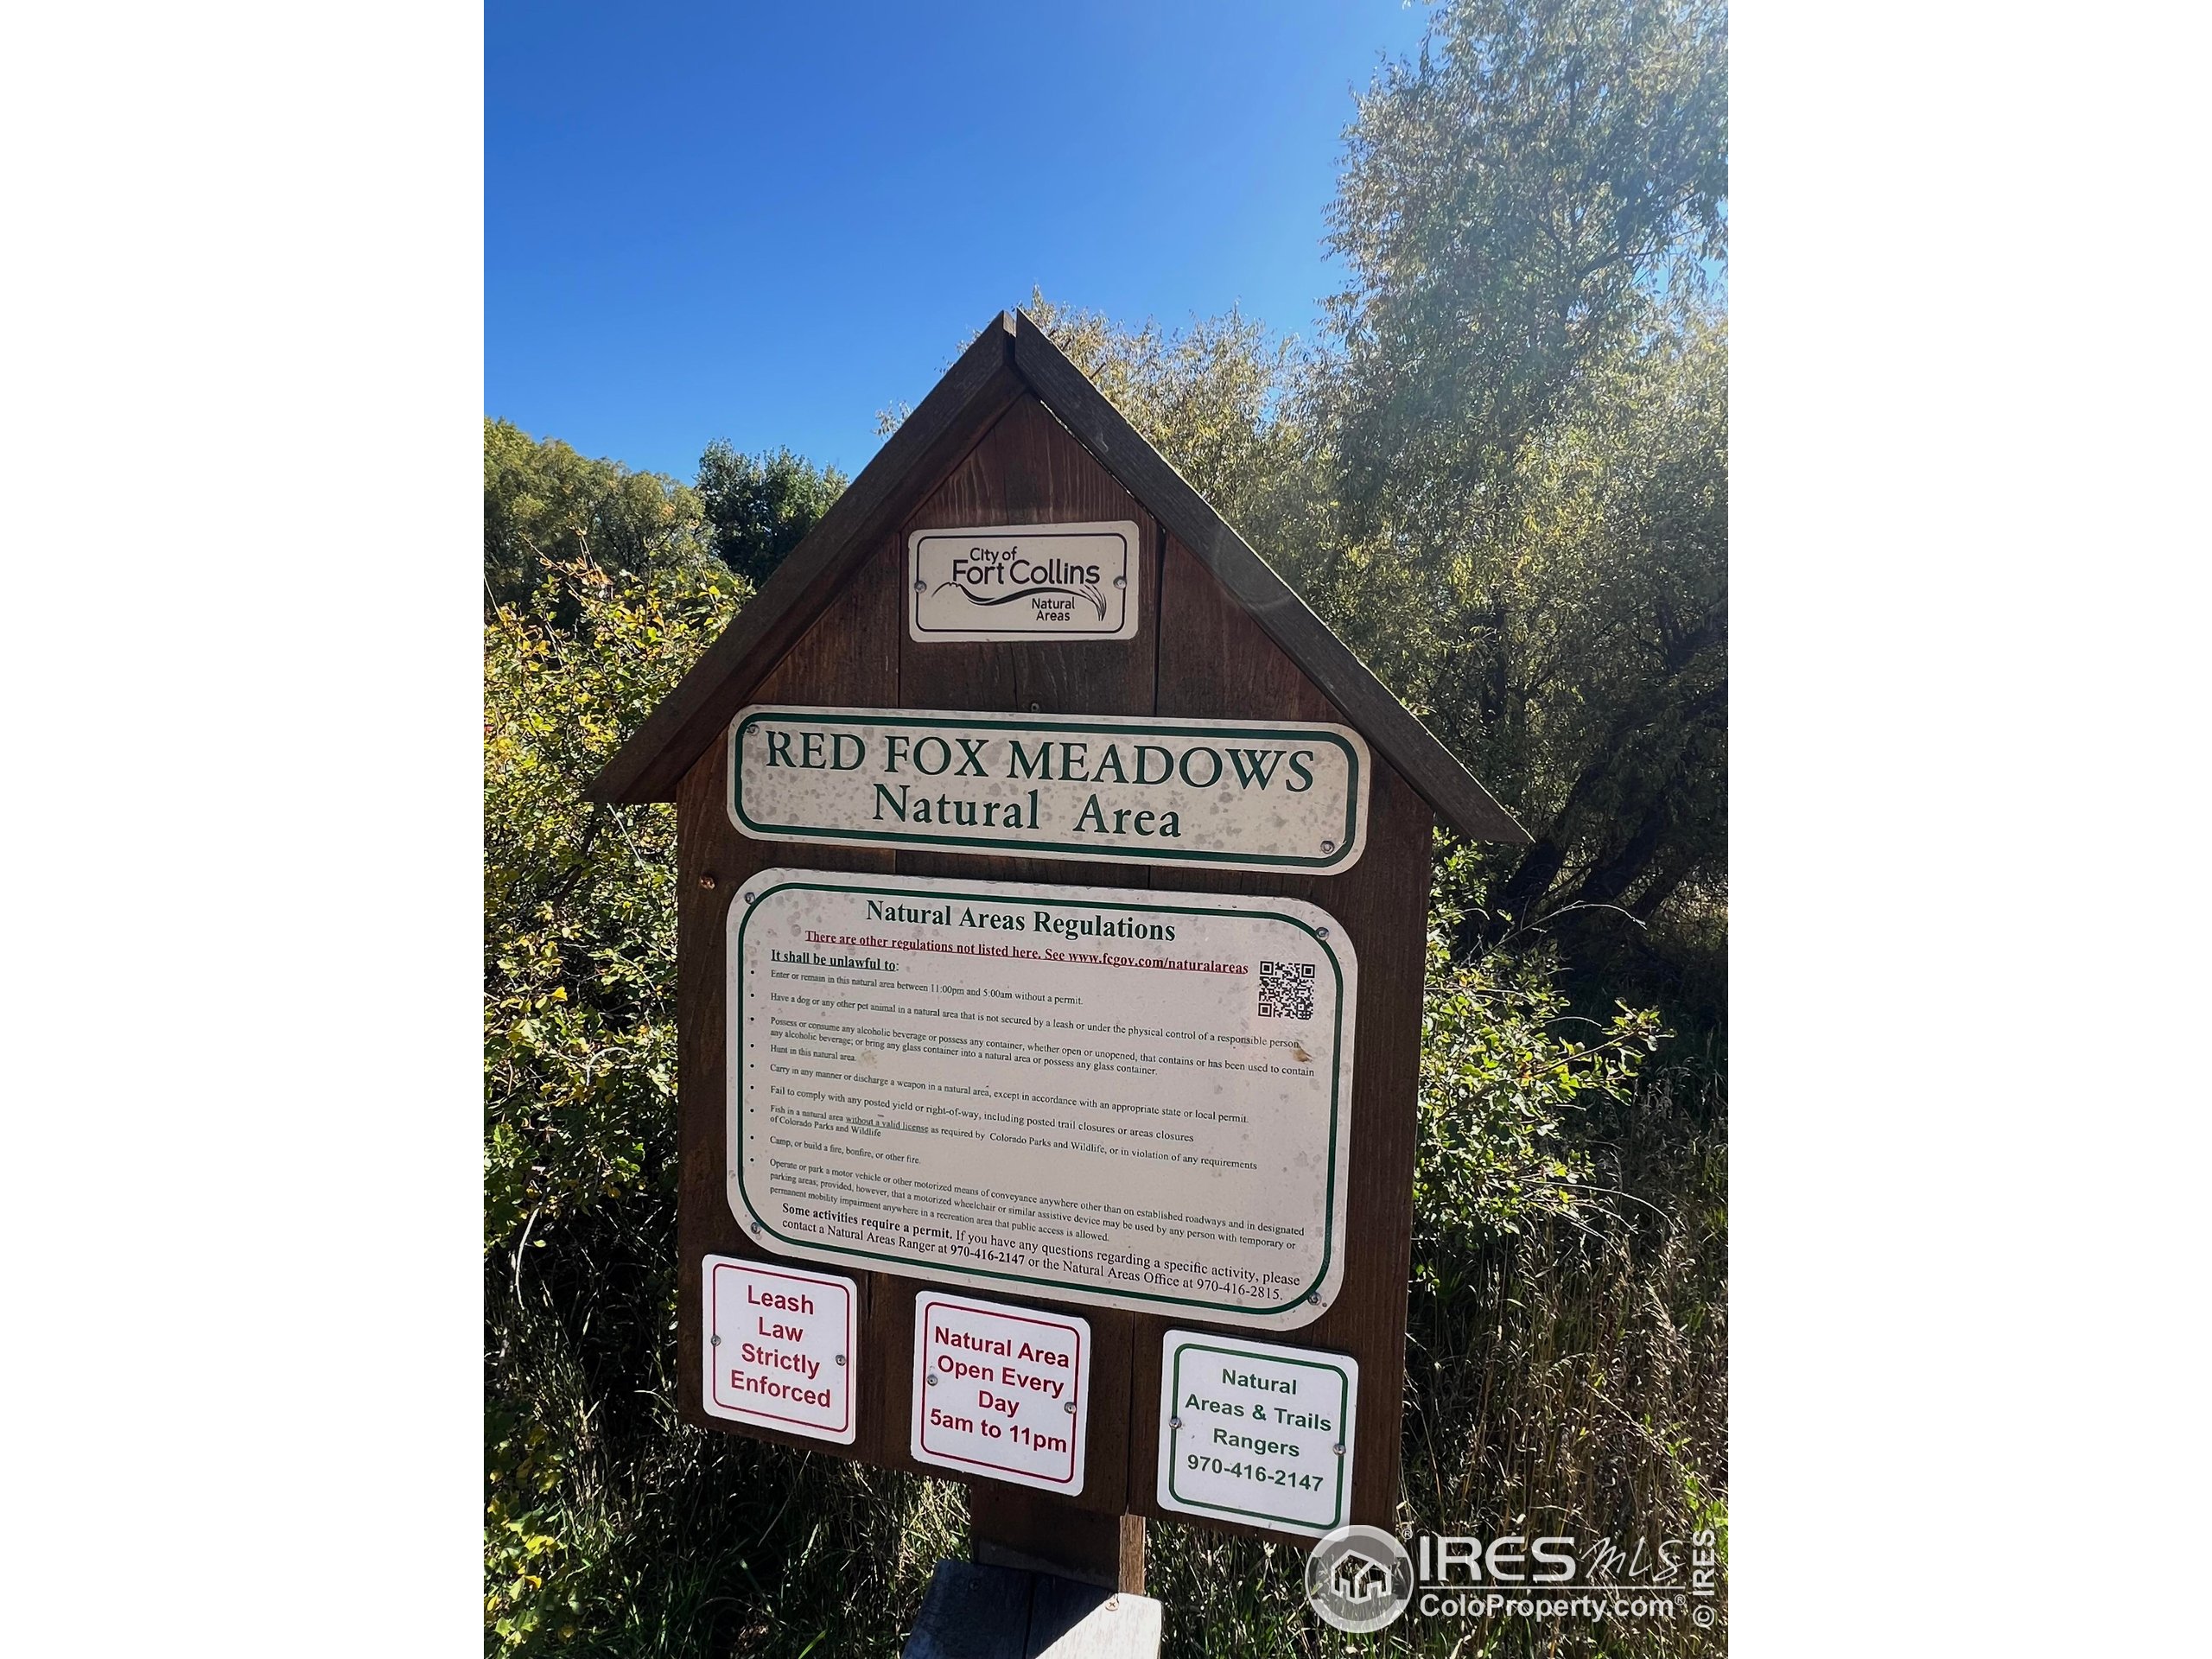 City of
Fort Collins
Natural
Areas
RED FOX MEADOWS
Natural Area
Natural Areas Regulations
There are other regulations not listed here. See www.fcgov.com/naturalareas
It shall be unlawful to:
• Enter or remain in this natural area between 11:00pm and 5:00am without a permit.
• Have a dog or any other pet animal in a natural area that is not secured by a leash or under the physical control of a responsible person.
• Possess or consume any alcoholic beverage or possess any container, whether open or unopened, that contains or has been used to contain
any alcoholic beverage; or bring any glass container into a natural area or possess any glass container.
• Hunt in this natural area.
• Carry in any manner or discharge a weapon in a natural area, except in accordance with an appropriate state or local permit.
• Fail to comply with any posted yield or right-of-way, including posted trail closures or areas closures
• Fish in a natural area without a valid license as required by Colorado Parks and Wildlife, or in violation of any requirements
of Colorado Parks and Wildlife
• Camp, or build a fire, bonfire, or other fire.
• Operate or park a motor vehicle or other motorized means of conveyance anywhere other than on established roadways and in designated
parking areas; provided, however, that a motorized wheelchair or similar assistive device may be used by any person with temporary or
permanent mobility impairment anywhere in a recreation area that public access is allowed.
Some activities require a permit. If you have any questions regarding a specific activity, please
contact a Natural Areas Ranger at 970-416-2147 or the Natural Areas Office at 970-416-2815.
Leash
Law
Strictly
Enforced
Natural Area
Open Every
Day
5am to 11pm
Natural
Areas & Trails
Rangers
970-416-2147
® IRES MLS
ColoProperty.com®
© IRES